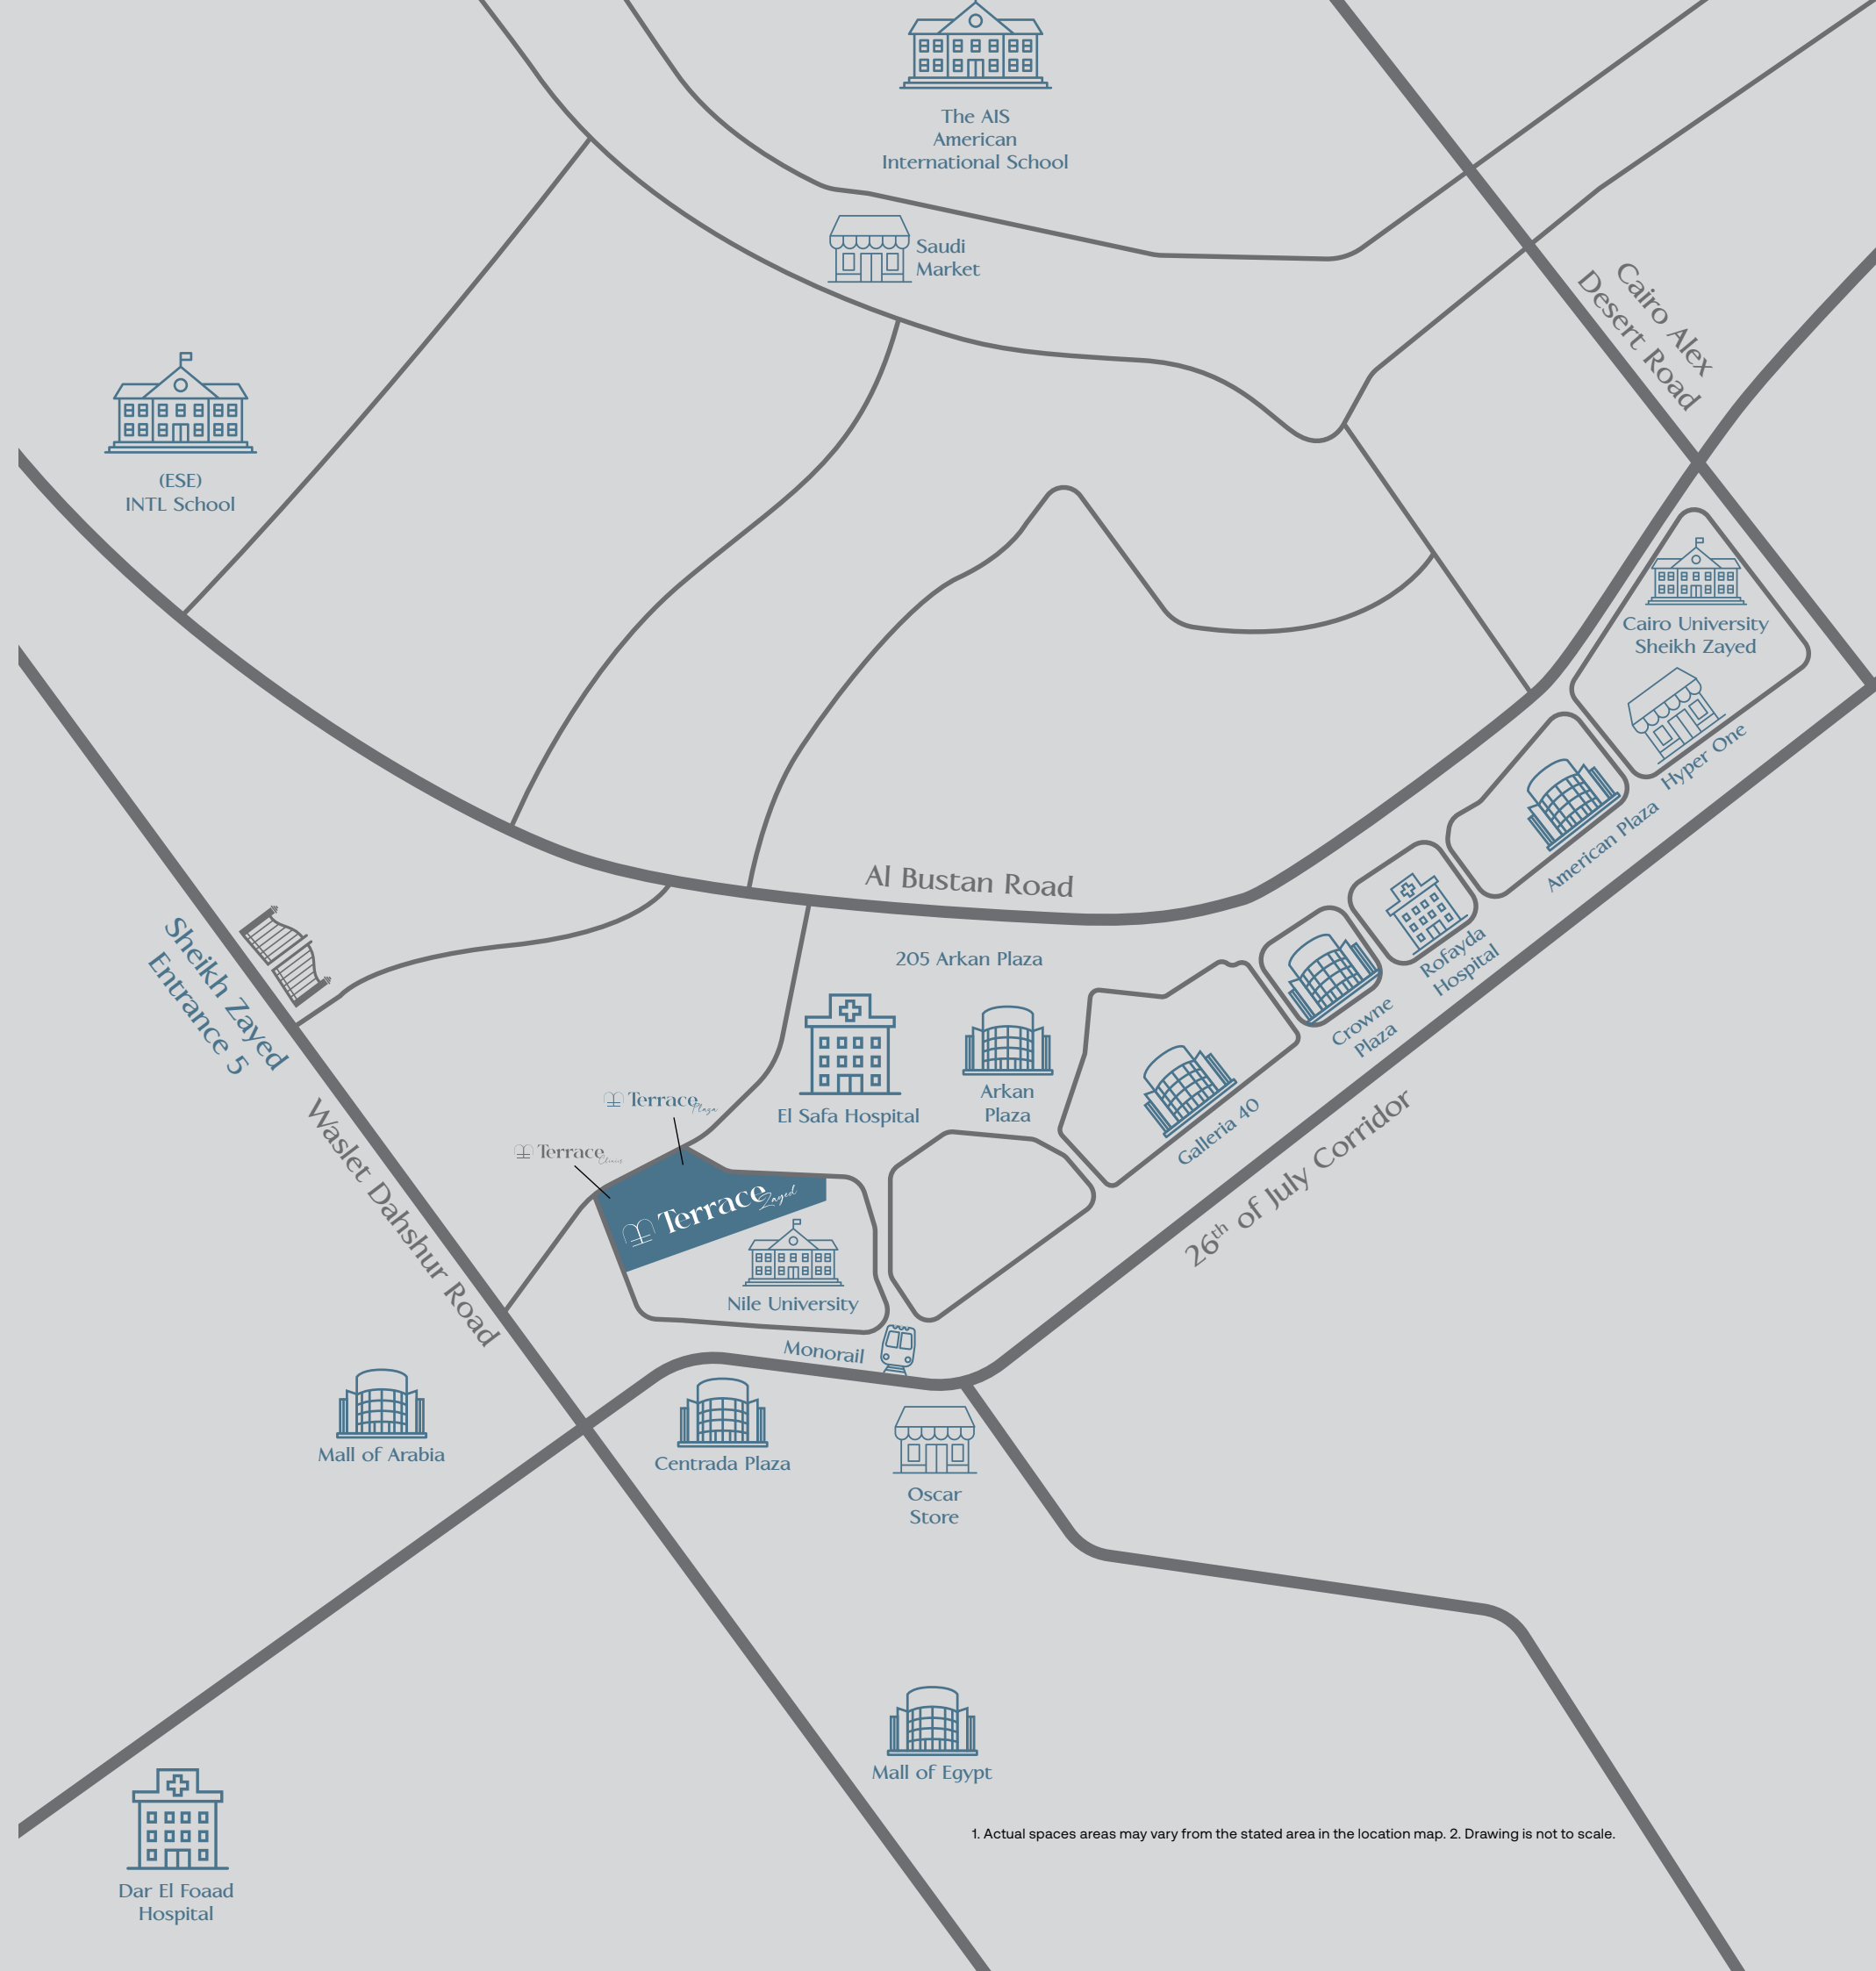 The AIS
American
International School
Saudi
Market
Cairo Alex
Desert Road
(ESE)
INTL School
Cairo University
Sheikh Zayed
Hyper One
American Plaza
Al Bustan Road
Rofayda
Hospital
205 Arkan Plaza
Crowne
Plaza
Sheikh Zayed
Entrance 5
Arkan
Plaza
El Safa Hospital
Galleria 40
26th of July Corridor
Terrace Plaza
Terrace Clinics
Waslet Dahshur Road
Terrace Zayed
Nile University
Monorail
Mall of Arabia
Centrada Plaza
Oscar
Store
Mall of Egypt
1. Actual spaces areas may vary from the stated area in the location map. 2. Drawing is not to scale.
Dar El Foaad
Hospital